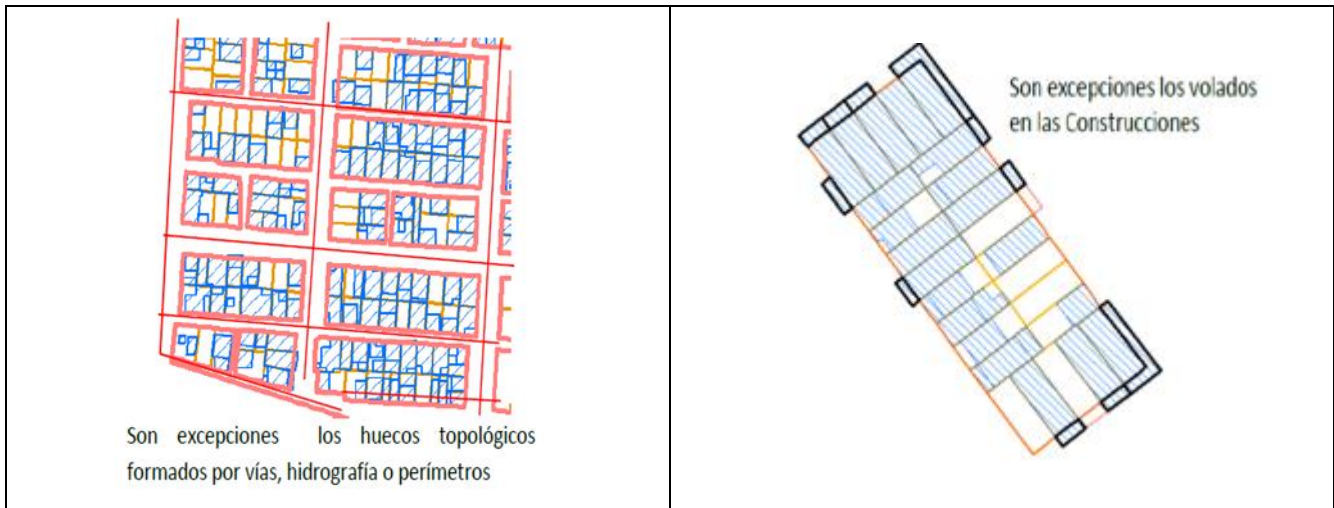 Son excepciones los huecos topológicos
formados por vías, hidrografía o perímetros
Son excepciones los volados
en las Construcciones